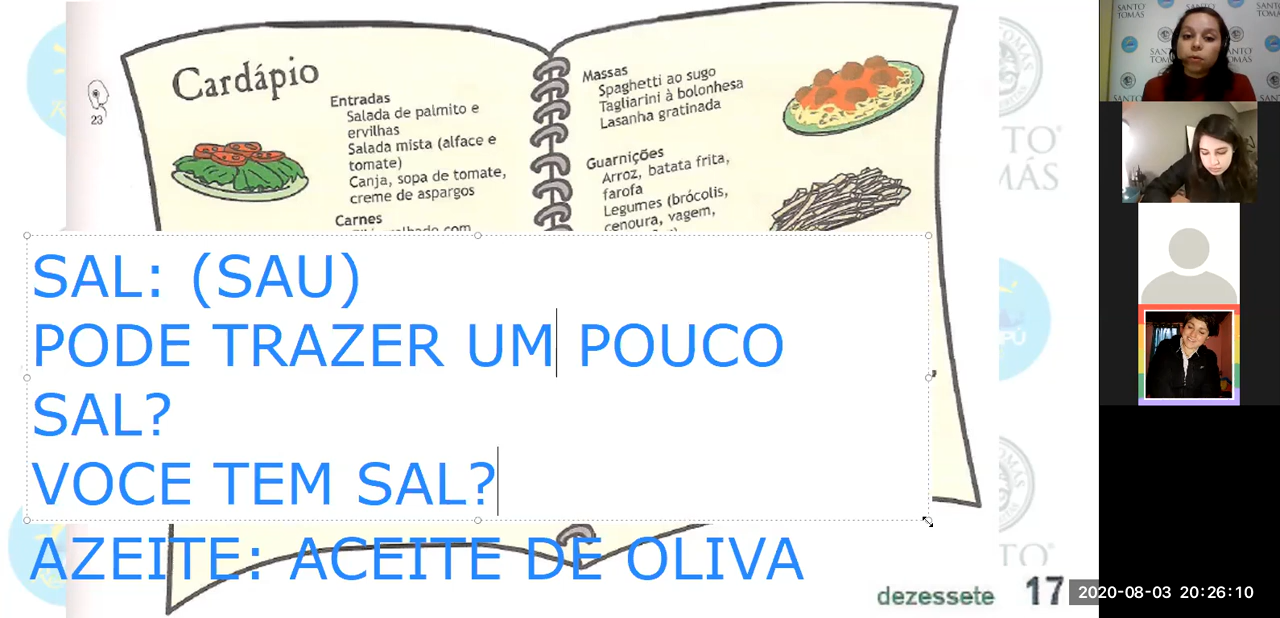 Cardápio
23
Entradas
Salada de palmito e
ervilhas
Salada mista (alface e
tomate)
Canja, sopa de tomate,
creme de aspargos
Carnes
Massas
Spaghetti ao sugo
Tagliarini à bolonhesa
Lasanha gratinada
Guarnições
Arroz, batata frita,
farofa
Legumes (brócolis,
cenoura, vagem,
SAL: (SAU)
PODE TRAZER UM POUCO
SAL?
VOCE TEM SAL?
AZEITE: ACEITE DE OLIVA
dezessete 17
2020-08-03 20:26:10
SANTO
TOMÁS